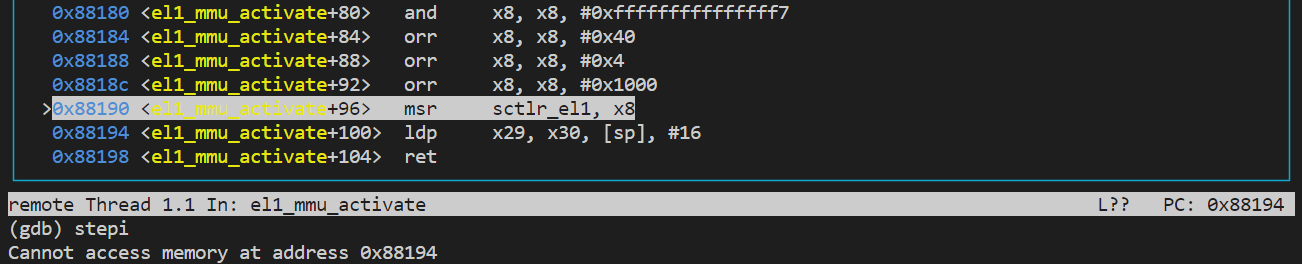 0x88180 <el1_mmu_activate+80> and x8, x8, #0xfffffffffffffff7
0x88184 <el1_mmu_activate+84> orr x8, x8, #0x40
0x88188 <el1_mmu_activate+88> orr x8, x8, #0x4
0x8818c <el1_mmu_activate+92> orr x8, x8, #0x1000
>0x88190 <el1_mmu_activate+96> msr sctlr_el1, x8
0x88194 <el1_mmu_activate+100> ldp x29, x30, [sp], #16
0x88198 <el1_mmu_activate+104> ret
remote Thread 1.1 In: el1_mmu_activate L?? PC: 0x88194
(gdb) stepi
Cannot access memory at address 0x88194